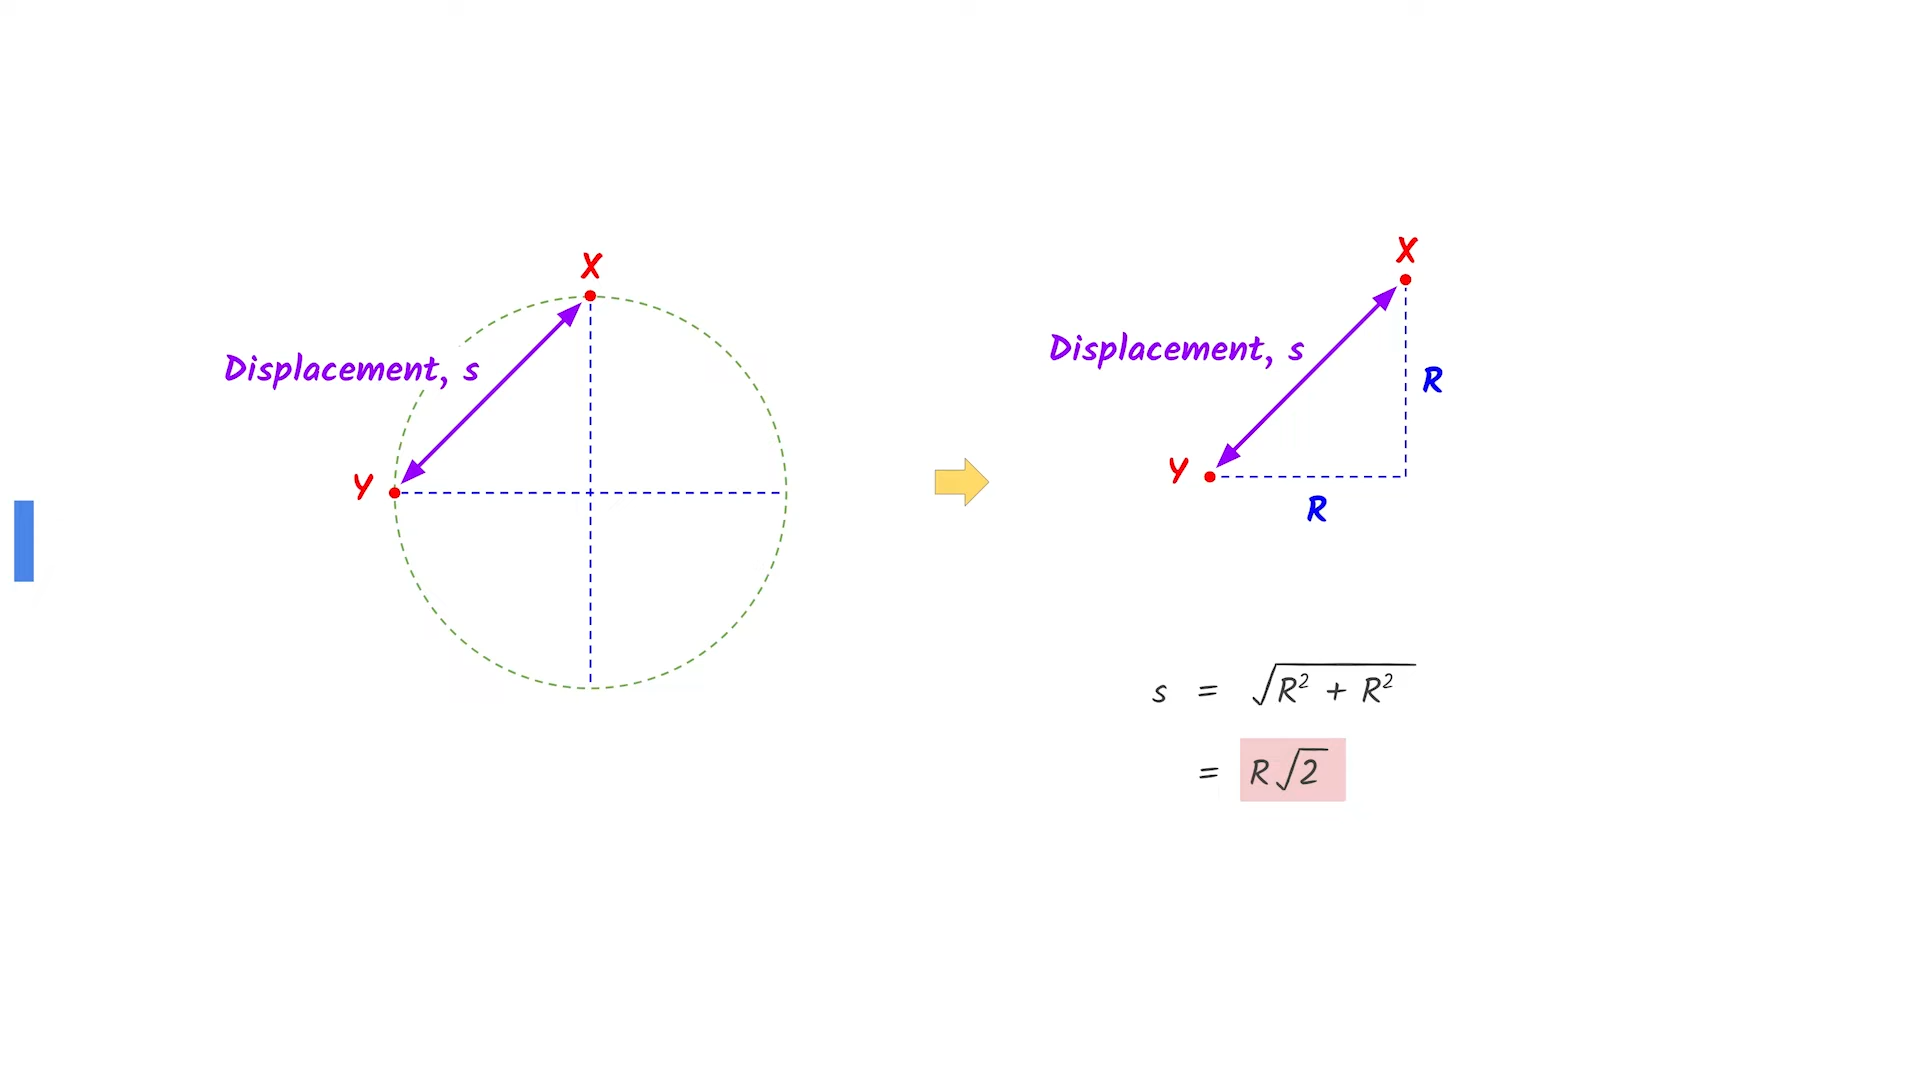 X
Displacement, s
Y
X
Displacement, s
R
Y
R
s = √R² + R²
= R√2